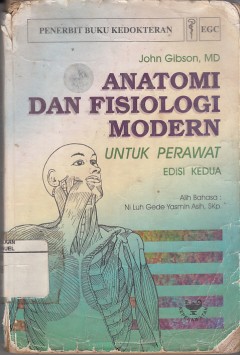 PENERBIT BUKU KEDOKTERAN EGC
John Gibson, MD
ANATOMI
DAN FISIOLOGI
MODERN
UNTUK PERAWAT
EDISI KEDUA
Alih Bahasa :
Ni Luh Gede Yasmin Asih, SKp.